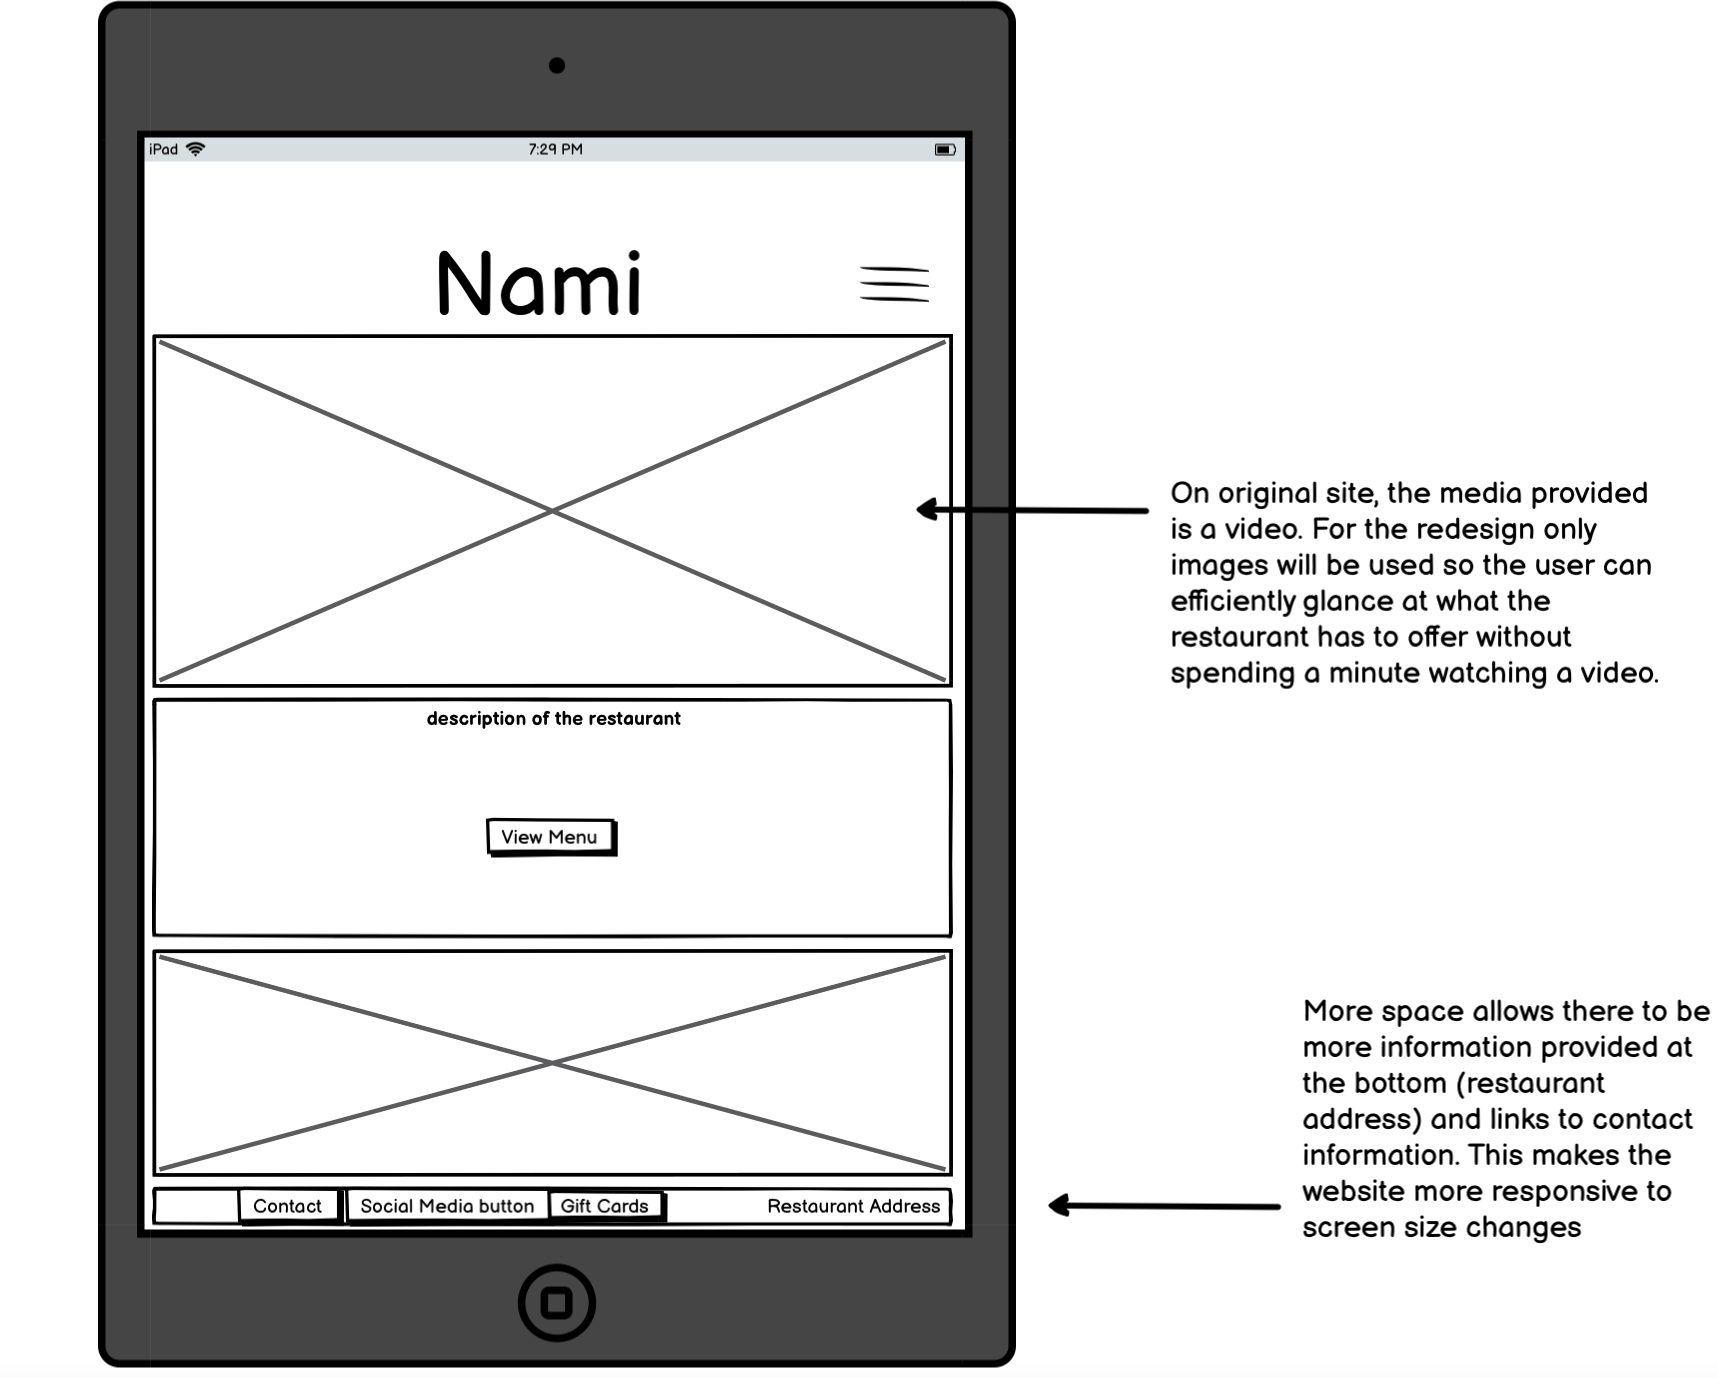 iPad
7:29 PM
Nami
On original site, the media provided
is a video. For the redesign only
images will be used so the user can
efficiently glance at what the
restaurant has to offer without
spending a minute watching a video.
description of the restaurant
View Menu
More space allows there to be
more information provided at
the bottom (restaurant
address) and links to contact
information. This makes the
website more responsive to
screen size changes
Contact Social Media button Gift Cards Restaurant Address